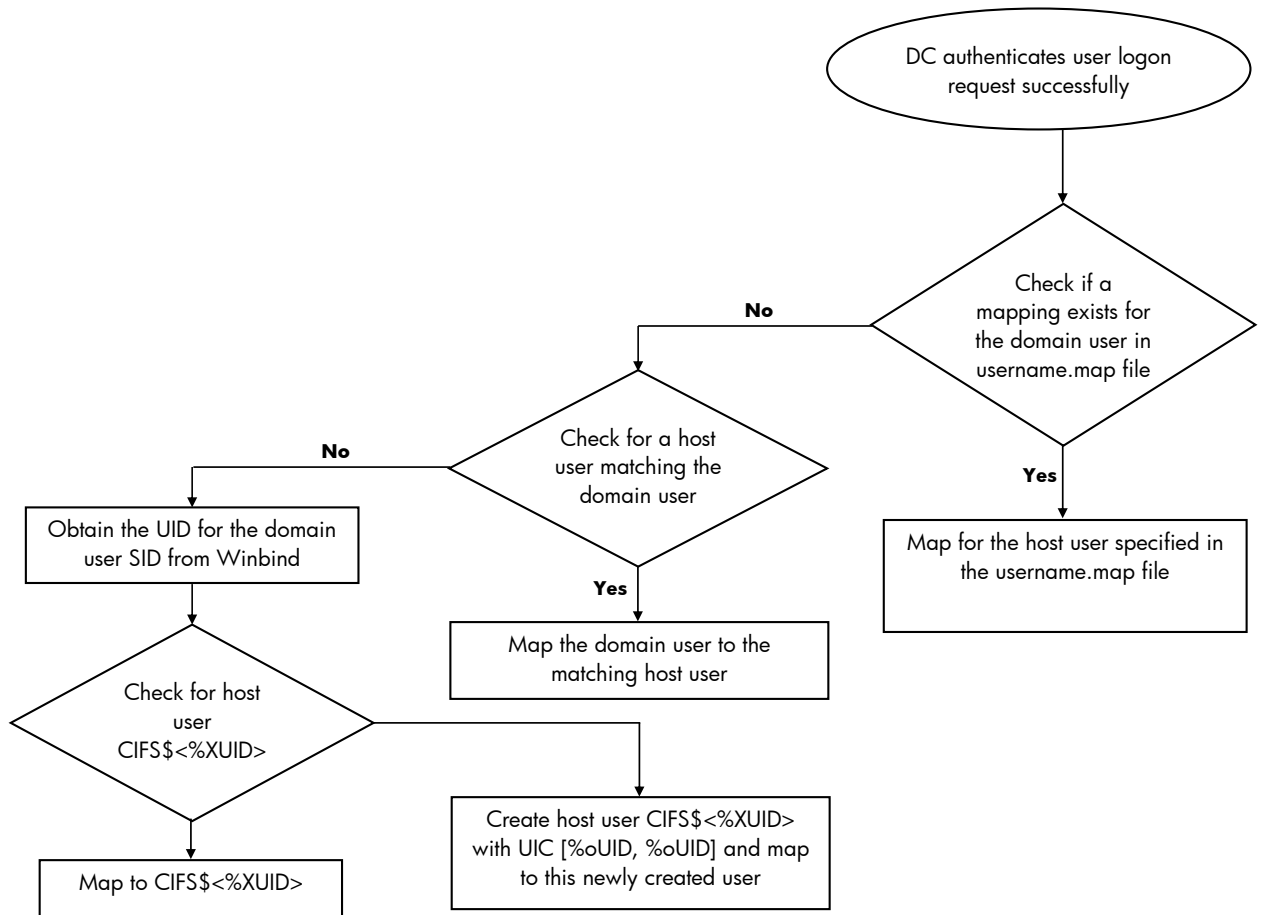 DC authenticates user logon
request successfully
Check if a
mapping exists for
the domain user in
username.map file
No
Yes
Map for the host user specified in
the username.map file
Check for a host
user matching the
domain user
No
Yes
Map the domain user to the
matching host user
Obtain the UID for the domain
user SID from Winbind
Check for host
user
CIFS$<%XUID>
Create host user CIFS$<%XUID>
with UIC [%oUID, %oUID] and map
to this newly created user
Map to CIFS$<%XUID>